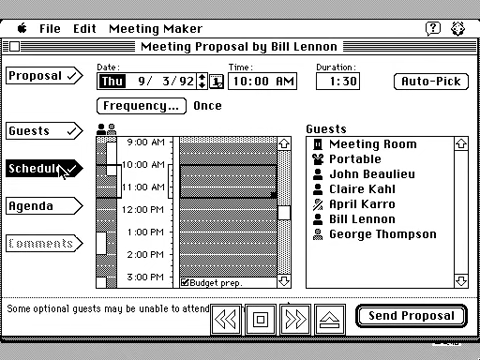 File Edit Meeting Maker
Meeting Proposal by Bill Lennon
Proposal ✓
Date:
Thu 9/ 3/92
Time:
10:00 AM
Duration:
1:30
Auto-Pick
Frequency... Once
Guests ✓
Schedule ✓
Agenda
Comments
9:00 AM
10:00 AM
11:00 AM
12:00 PM
1:00 PM
2:00 PM
3:00 PM
Budget prep.
Guests
Meeting Room
Portable
John Beaulieu
Claire Kahl
April Karro
Bill Lennon
George Thompson
Some optional guests may be unable to attend
Send Proposal